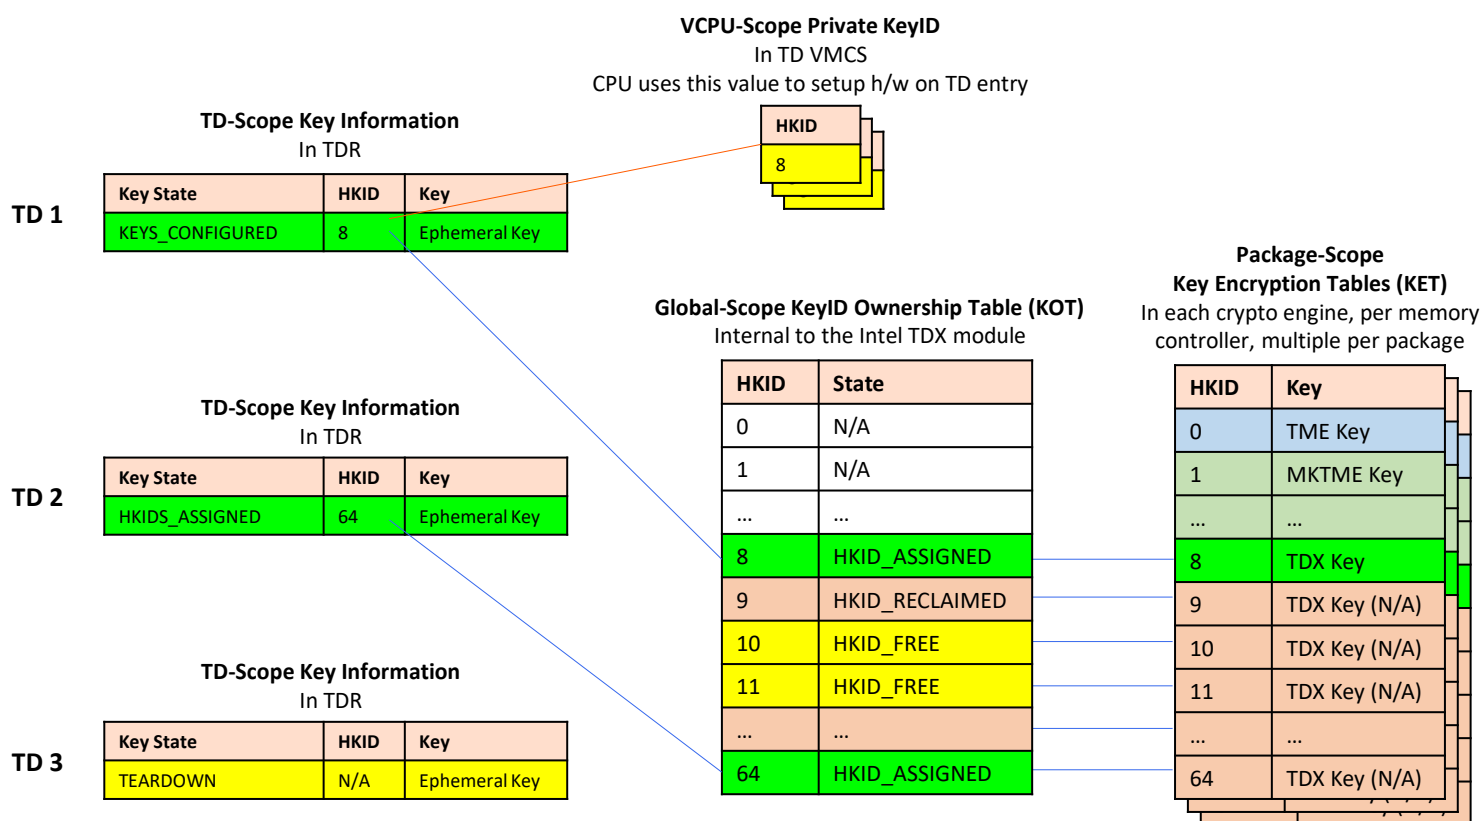 VCPU-Scope Private KeyID
In TD VMCS
CPU uses this value to setup h/w on TD entry
HKID
8
TD-Scope Key Information
In TDR
Key State HKID Key
TD 1
KEYS_CONFIGURED 8 Ephemeral Key
TD-Scope Key Information
In TDR
Key State HKID Key
TD 2
HKIDS_ASSIGNED 64 Ephemeral Key
TD-Scope Key Information
In TDR
Key State HKID Key
TD 3
TEARDOWN N/A Ephemeral Key
Global-Scope KeyID Ownership Table (KOT)
Internal to the Intel TDX module
HKID State
0 N/A
1 N/A
... ...
8 HKID_ASSIGNED
9 HKID_RECLAIMED
10 HKID_FREE
11 HKID_FREE
... ...
64 HKID_ASSIGNED
Package-Scope
Key Encryption Tables (KET)
In each crypto engine, per memory
controller, multiple per package
HKID Key
0 TME Key
1 MKTME Key
... ...
8 TDX Key
9 TDX Key (N/A)
10 TDX Key (N/A)
11 TDX Key (N/A)
... ...
64 TDX Key (N/A)